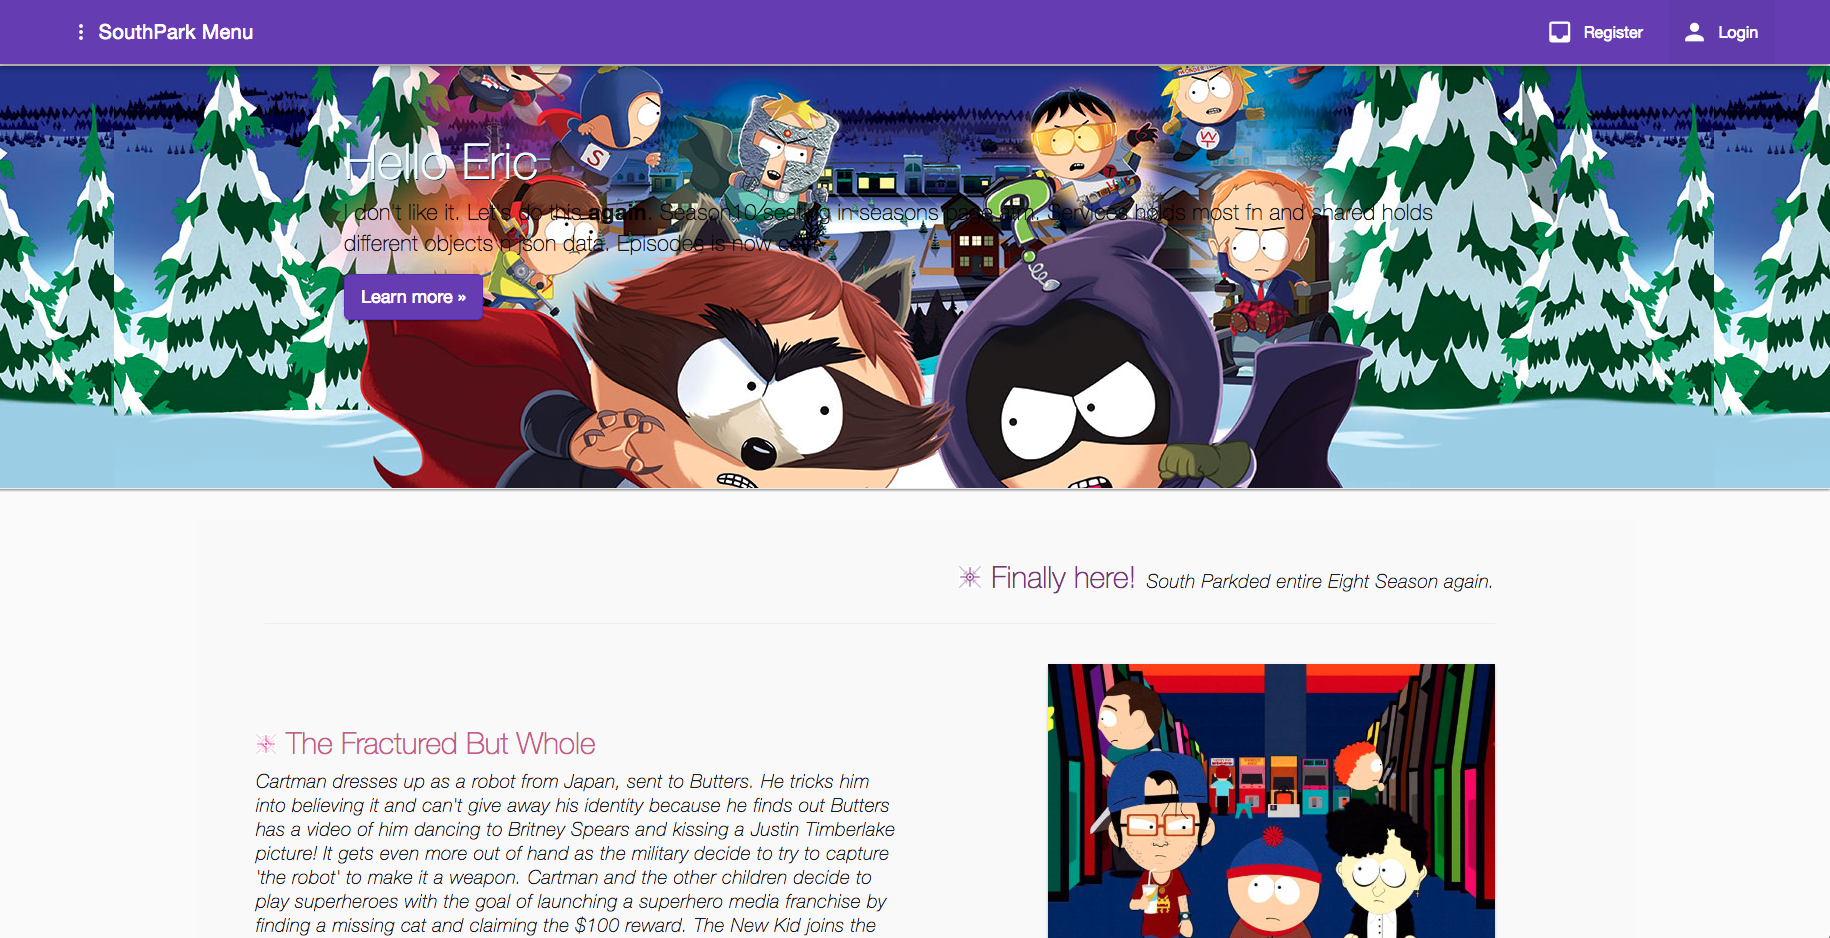 SouthPark Menu
Register
Login
Hello Eric
I don't like it. Let's do this again. Season10 seating in seasons page atm. Services holds most fn and shared holds
different objects n json data. Episodes is now
Learn more »
S
Finally here! South Parkded entire Eight Season again.
The Fractured But Whole
Cartman dresses up as a robot from Japan, sent to Butters. He tricks him
into believing it and can't give away his identity because he finds out Butters
has a video of him dancing to Britney Spears and kissing a Justin Timberlake
picture! It gets even more out of hand as the military decide to try to capture
'the robot' to make it a weapon. Cartman and the other children decide to
play superheroes with the goal of launching a superhero media franchise by
finding a missing cat and claiming the $100 reward. The New Kid joins the